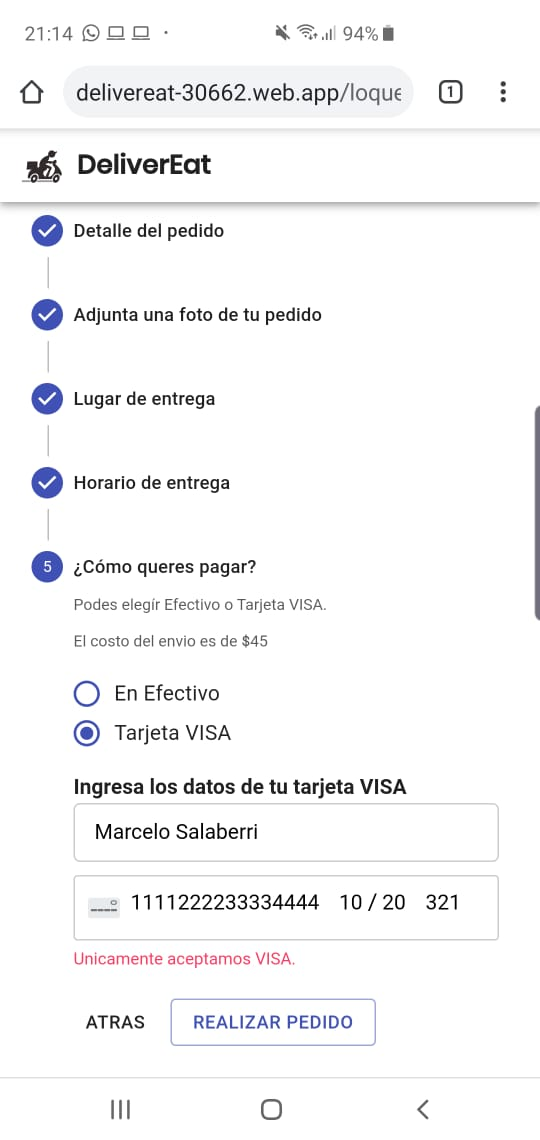 21:14
94%
delivereat-30662.web.app/loque
1
DeliverEat
Detalle del pedido
Adjunta una foto de tu pedido
Lugar de entrega
Horario de entrega
5 ¿Cómo queres pagar?
Podes elegír Efectivo o Tarjeta VISA.
El costo del envio es de $45
En Efectivo
Tarjeta VISA
Ingresa los datos de tu tarjeta VISA
Marcelo Salaberri
1111222233334444 10 / 20 321
Unicamente aceptamos VISA.
ATRAS REALIZAR PEDIDO